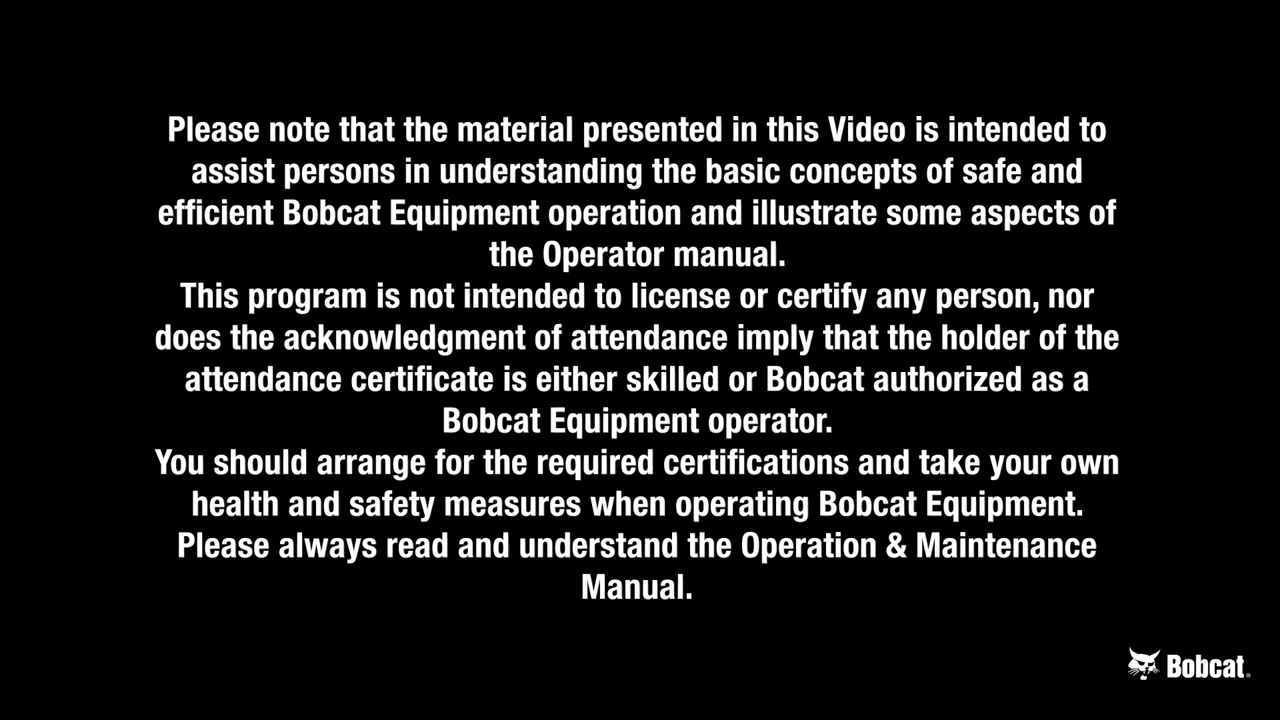 Please note that the material presented in this Video is intended to
assist persons in understanding the basic concepts of safe and
efficient Bobcat Equipment operation and illustrate some aspects of
the Operator manual.
This program is not intended to license or certify any person, nor
does the acknowledgment of attendance imply that the holder of the
attendance certificate is either skilled or Bobcat authorized as a
Bobcat Equipment operator.
You should arrange for the required certifications and take your own
health and safety measures when operating Bobcat Equipment.
Please always read and understand the Operation & Maintenance
Manual.
Bobcat®